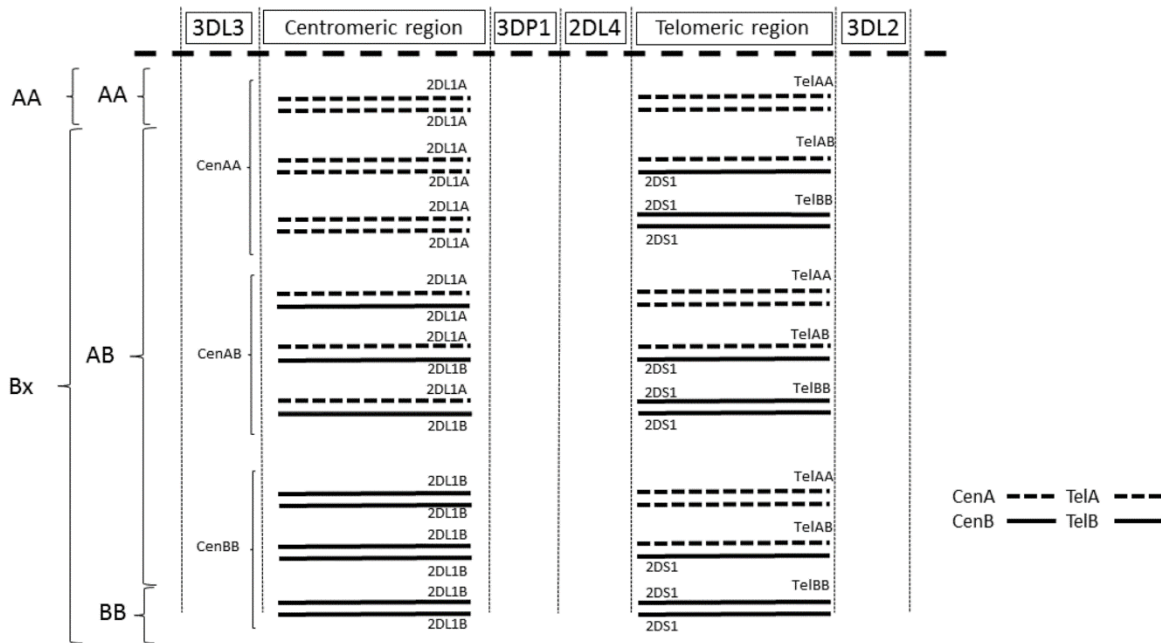 3DL3 Centromeric region 3DP1 2DL4 Telomeric region 3DL2
2DL1A TelAA
AA AA
2DL1A
2DL1A TelAB
CenAA
2DL1A 2DS1
2DL1A 2DS1 TelBB
2DL1A 2DS1
2DL1A TelAA
2DL1A
2DL1A TelAB
AB CenAB
2DL1B 2DS1
Bx
2DL1A 2DS1 TelBB
2DL1B 2DS1
2DL1B TelAA
CenA TelA
2DL1B
CenB TelB
2DL1B TelAB
CenBB
2DL1B 2DS1
2DL1B 2DS1 TelBB
BB
2DL1B 2DS1